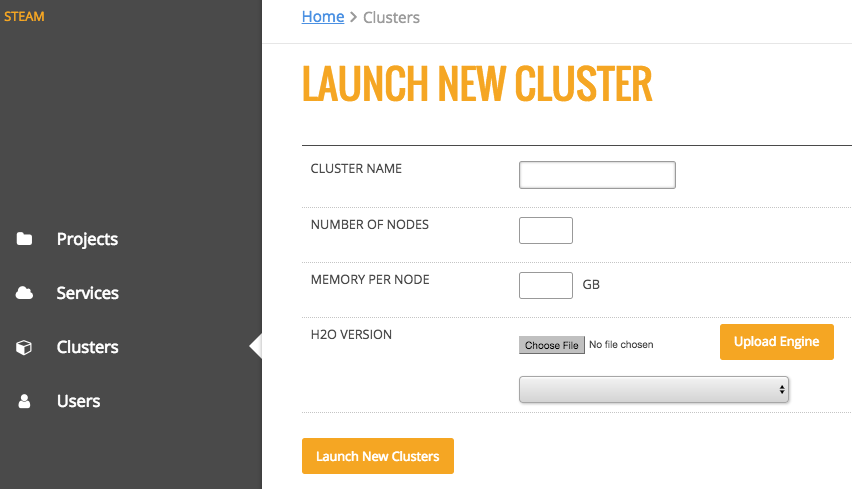 STEAM
Home > Clusters
LAUNCH NEW CLUSTER
CLUSTER NAME
NUMBER OF NODES
MEMORY PER NODE GB
H2O VERSION
Choose File No file chosen
Upload Engine
Projects
Services
Clusters
Users
Launch New Clusters